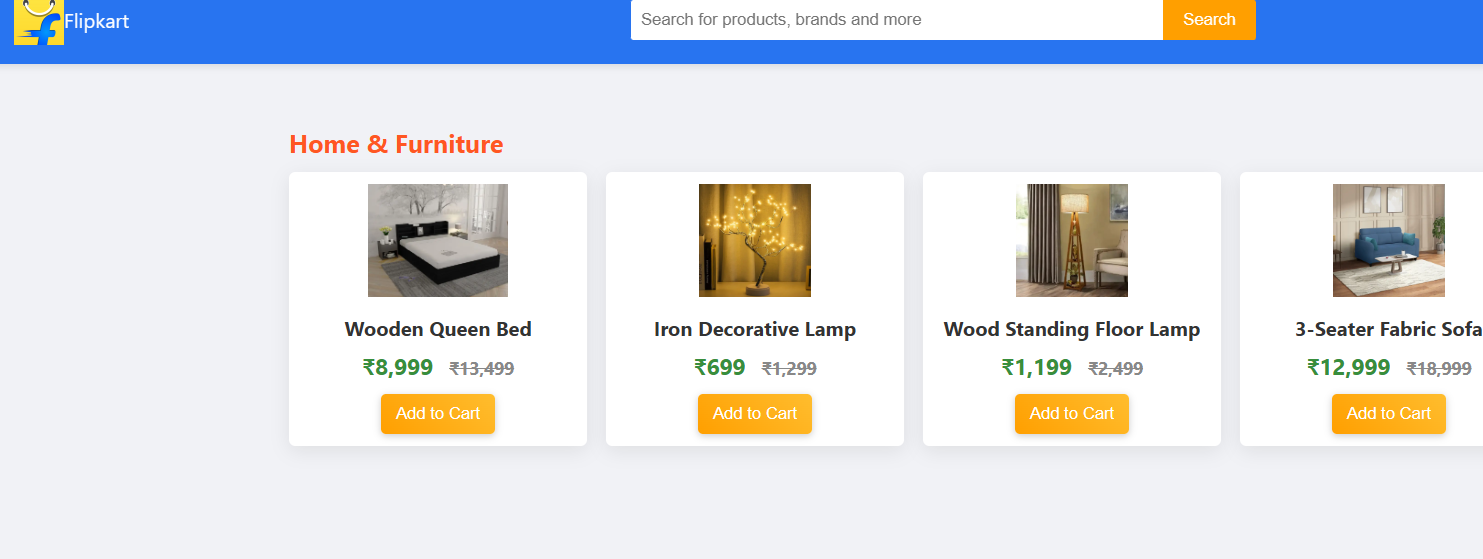 Flipkart
Search for products, brands and more
Search
Home & Furniture
Wooden Queen Bed
₹8,999 ₹13,499
Add to Cart
Iron Decorative Lamp
₹699 ₹1,299
Add to Cart
Wood Standing Floor Lamp
₹1,199 ₹2,499
Add to Cart
3-Seater Fabric Sofa
₹12,999 ₹18,999
Add to Cart